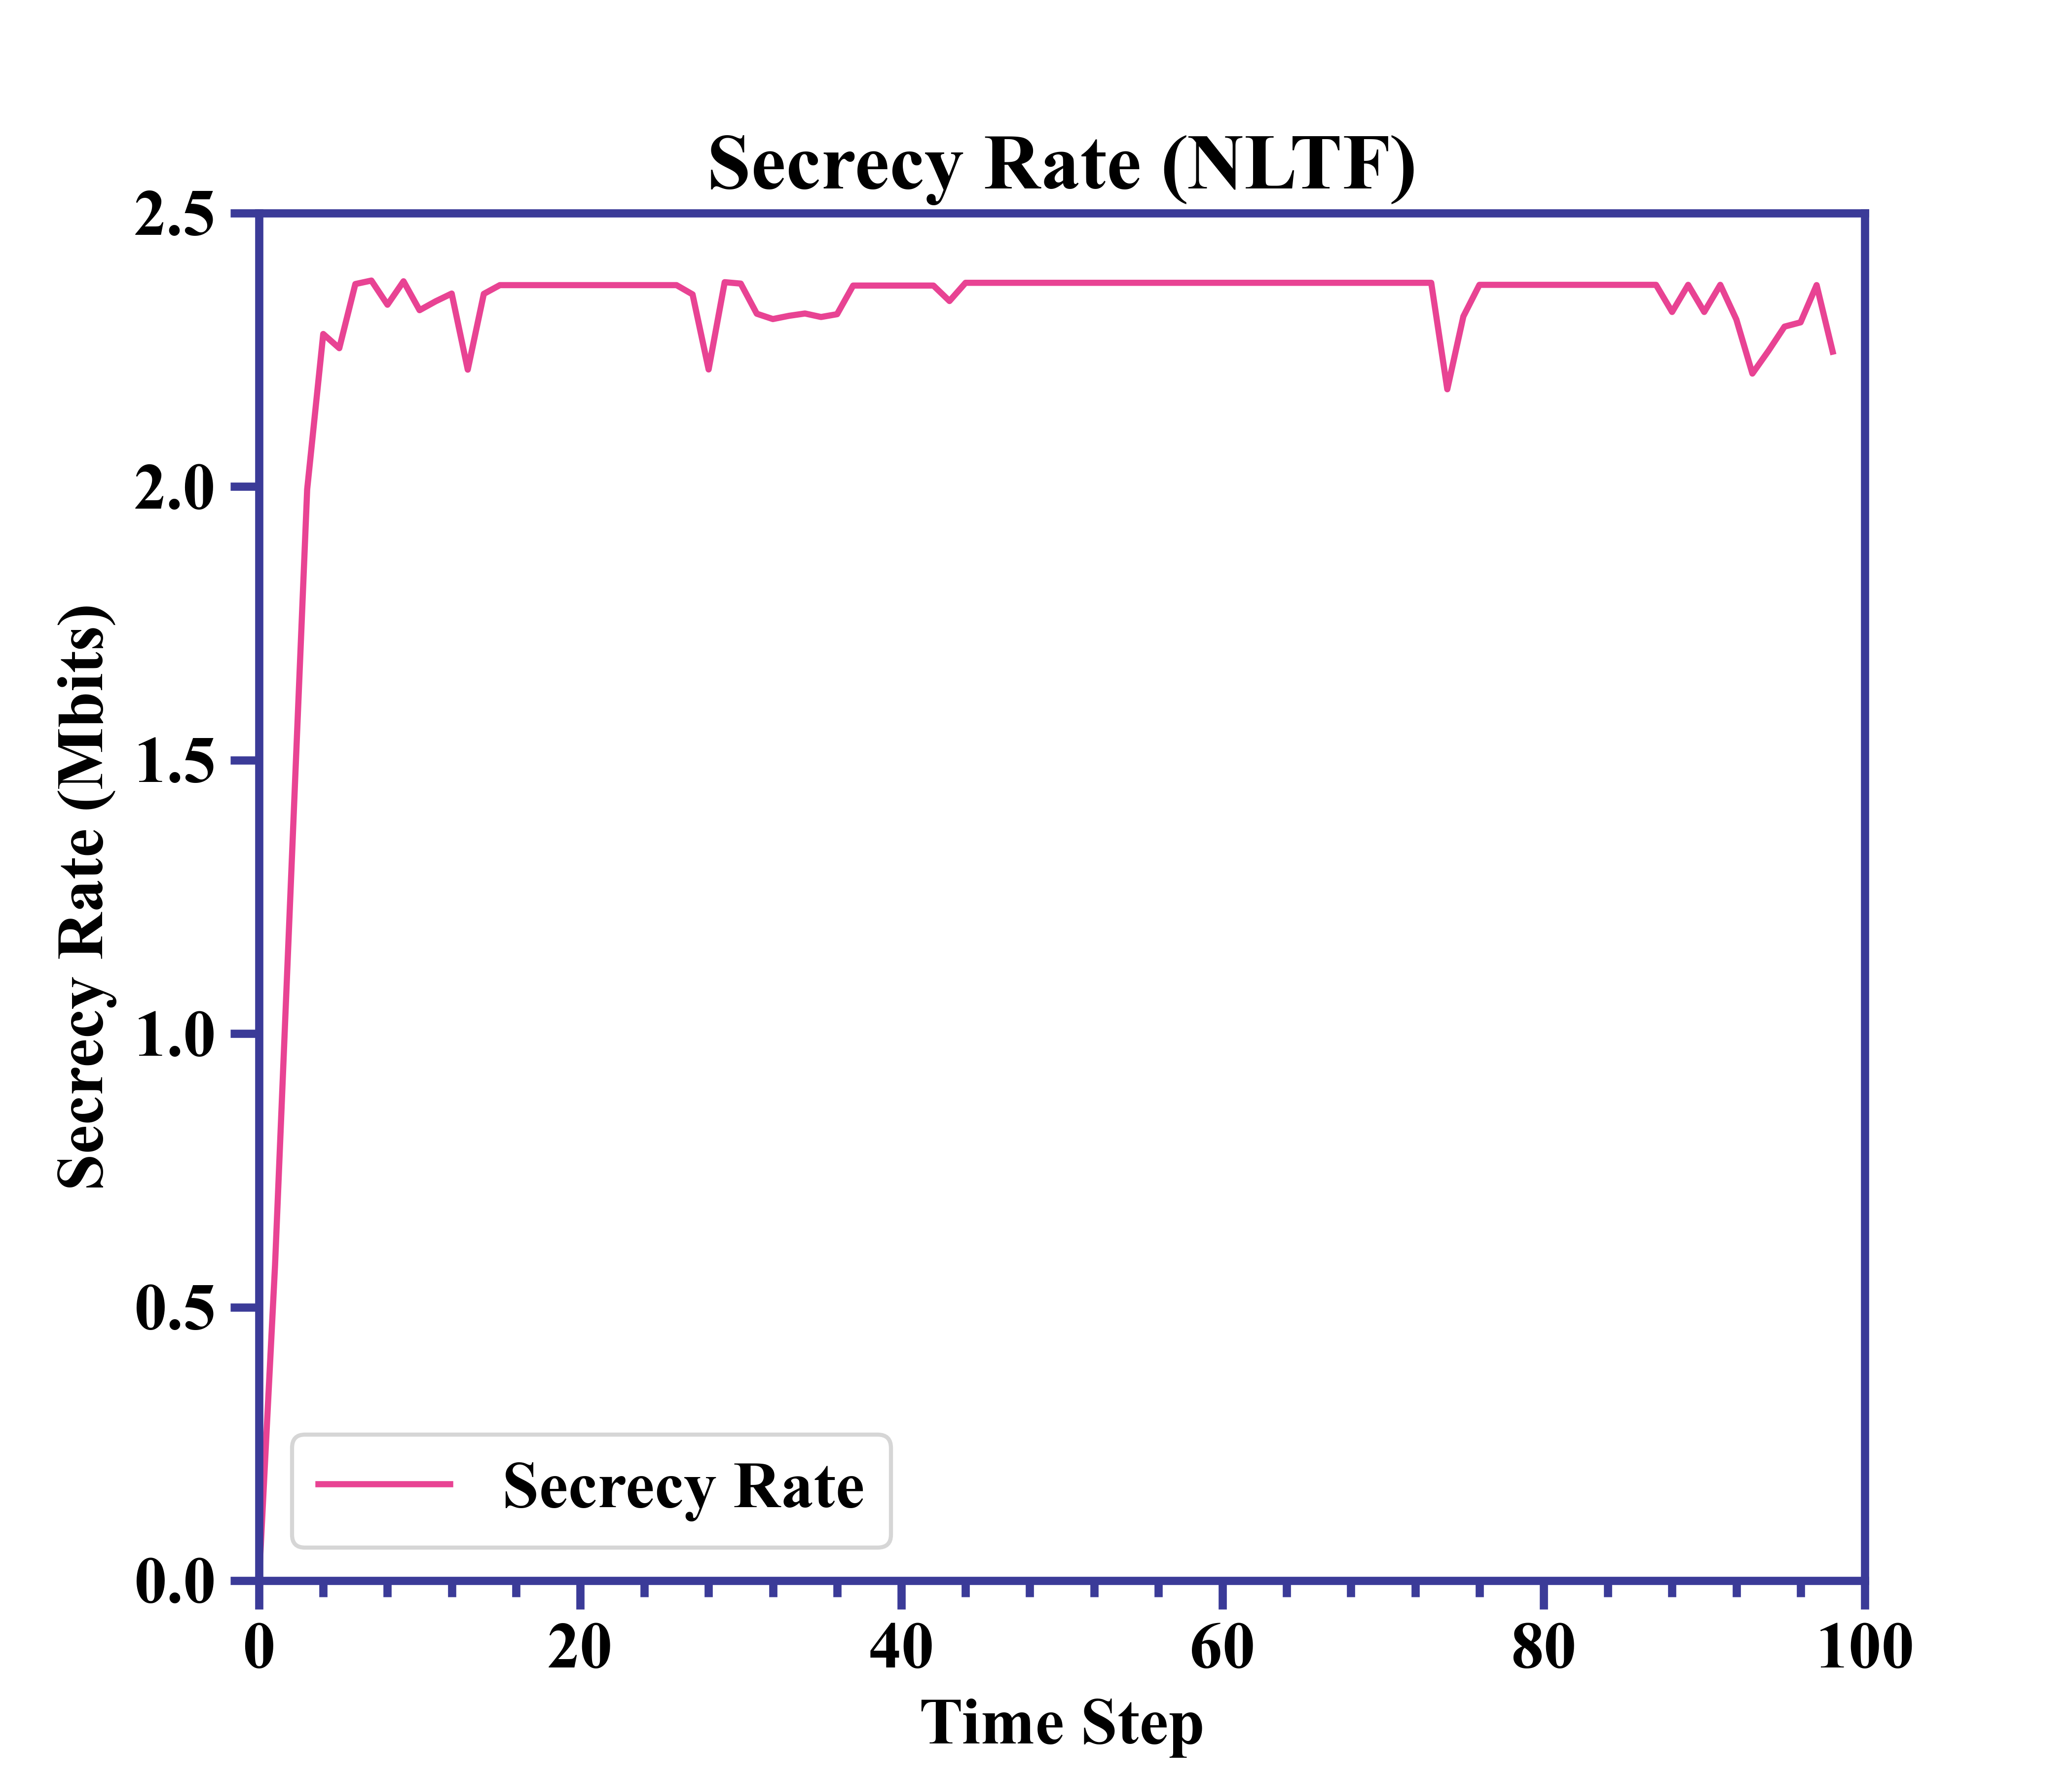 Secrecy Rate (NLTF)
2.5
2.0
1.5
1.0
0.5
0.0
Secrecy Rate (Mbits)
Secrecy Rate
0 20 40 60 80 100
Time Step